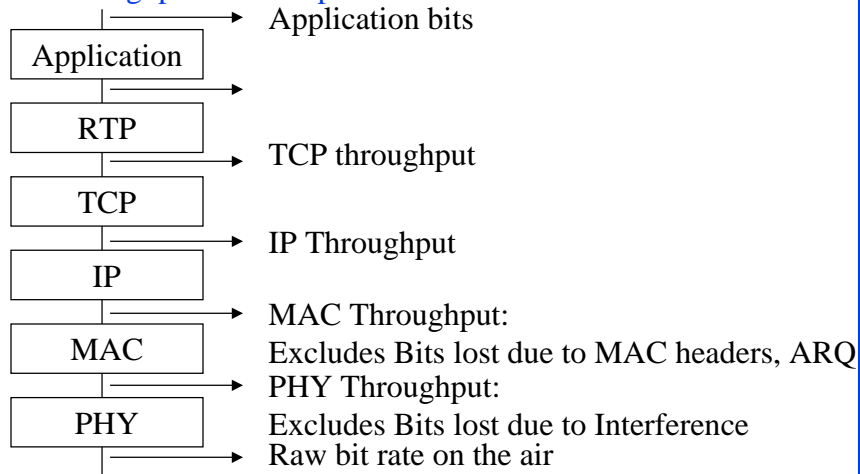 Application bits
Application
RTP
TCP throughput
TCP
IP Throughput
IP
MAC Throughput:
MAC
Excludes Bits lost due to MAC headers, ARQ
PHY Throughput:
PHY
Excludes Bits lost due to Interference
Raw bit rate on the air